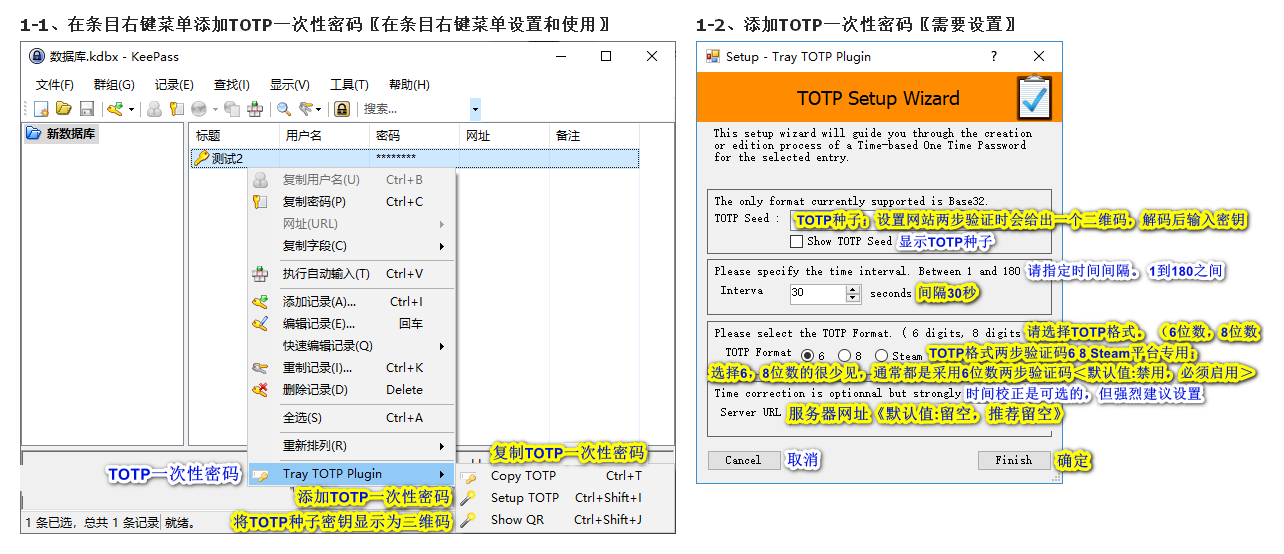 1-1、在条目右键菜单添加TOTP一次性密码〖在条目右键菜单设置和使用〗
数据库.kdbx - KeePass
文件(F) 群组(G) 记录(E) 查找(I) 显示(V) 工具(T) 帮助(H)
搜索...
新数据库
标题 用户名 密码 网址 备注
测试2 ********
复制用户名(U) Ctrl+B
复制密码(P) Ctrl+C
网址(URL)
复制字段(C)
执行自动输入(T) Ctrl+V
添加记录(A)... Ctrl+I
编辑记录(E)... 回车
快速编辑记录(Q)
重制记录(I)... Ctrl+K
删除记录(D) Delete
全选(S) Ctrl+A
重新排列(R)
TOTP一次性密码
Tray TOTP Plugin
复制TOTP一次性密码
Copy TOTP Ctrl+T
添加TOTP一次性密码
Setup TOTP Ctrl+Shift+I
将TOTP种子密钥显示为三维码
Show QR Ctrl+Shift+J
1 条已选，总共 1 条记录 就绪。
1-2、添加TOTP一次性密码〖需要设置〗
Setup - Tray TOTP Plugin
TOTP Setup Wizard
This setup wizard will guide you through the creation
or edition process of a Time-based One Time Password
for the selected entry.
The only format currently supported is Base32.
TOTP Seed : TOTP种子；设置网站两步验证时会给出一个二维码，解码后输入密钥
Show TOTP Seed 显示TOTP种子
Please specify the time interval. Between 1 and 180 请指定时间间隔。1到180之间
Interva 30 seconds 间隔30秒
Please select the TOTP Format. ( 6 digits, 8 digits 请选择TOTP格式。（6位数，8位数
TOTP Format 6 8 Steam TOTP格式两步验证码6 8 Steam平台专用；
选择6，8位数的很少见，通常都是采用6位数两步验证码＜默认值:禁用，必须启用＞
Time correction is optionnal but strongly 时间校正是可选的，但强烈建议设置
Server URL 服务器网址《默认值:留空，推荐留空》
Cancel 取消
Finish 确定